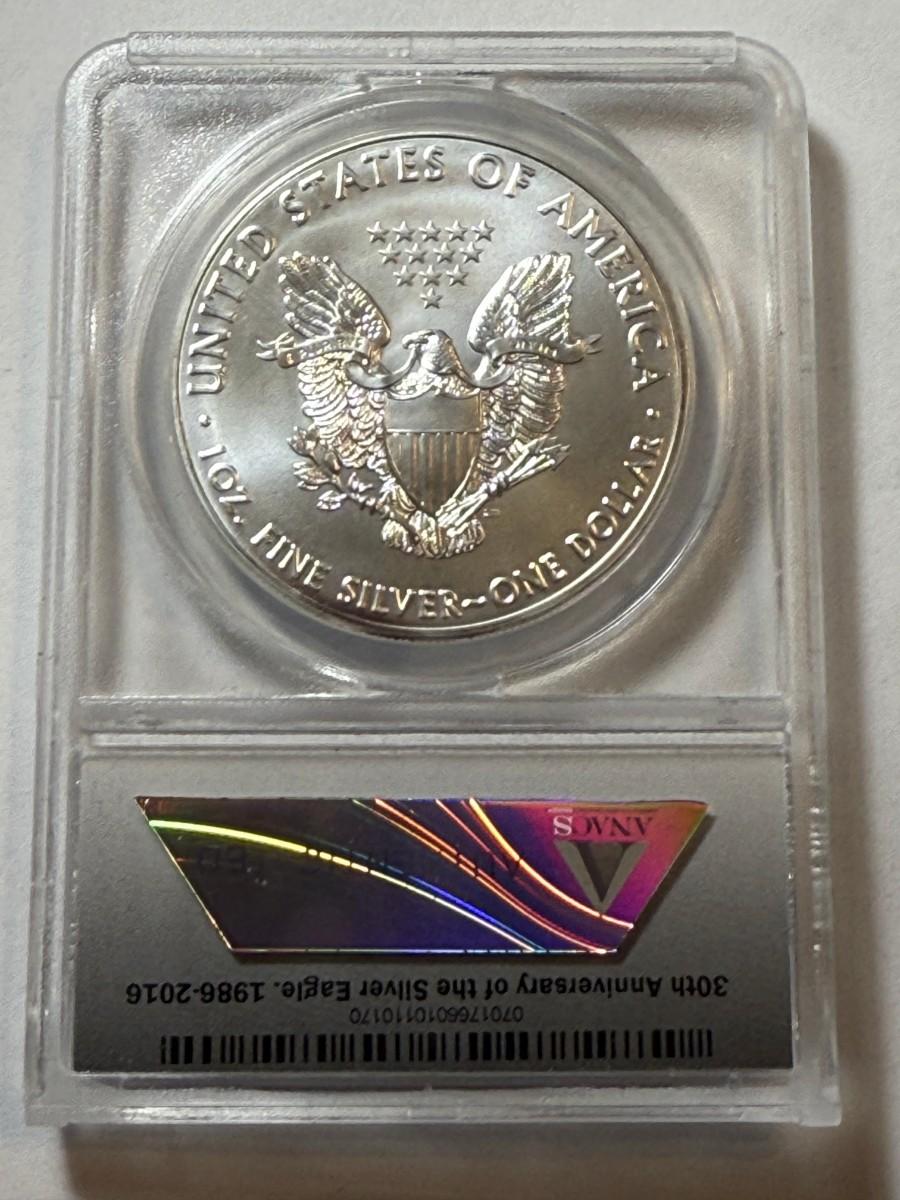 UNITED STATES OF AMERICA
· 1 OZ. FINE SILVER~ONE DOLLAR ·
ANACS
30th Anniversary of the Silver Eagle. 1986-2016
0701766010110170